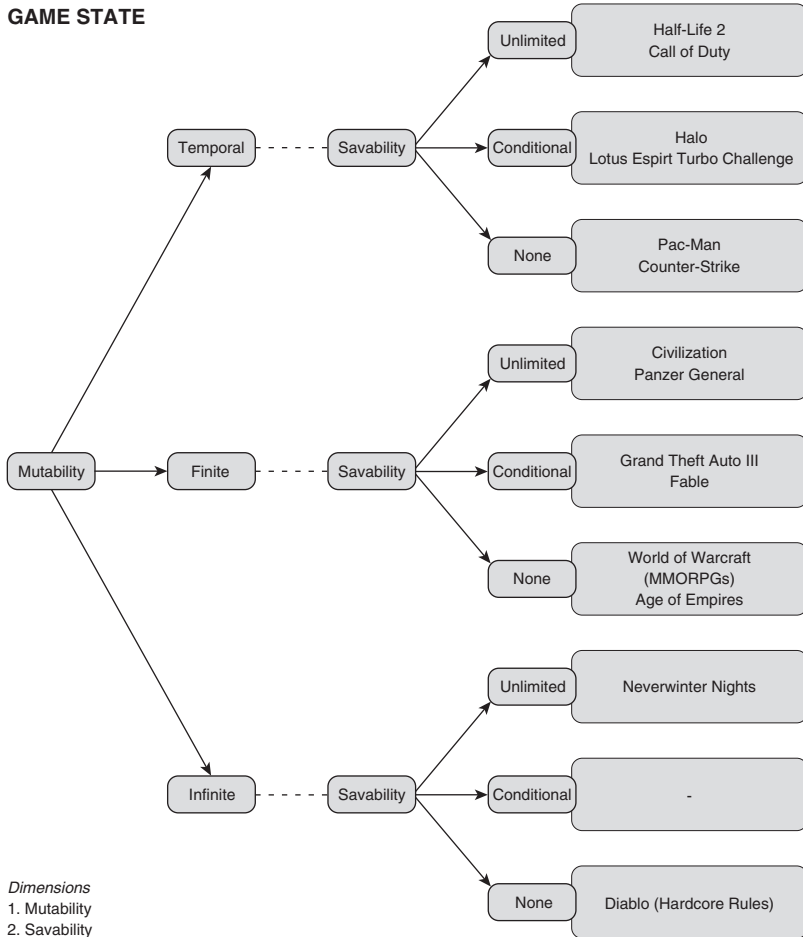 GAME STATE
Unlimited
Half-Life 2
Call of Duty
Temporal
Savability
Conditional
Halo
Lotus Espirt Turbo Challenge
None
Pac-Man
Counter-Strike
Unlimited
Civilization
Panzer General
Mutability
Finite
Savability
Conditional
Grand Theft Auto III
Fable
None
World of Warcraft
(MMORPGs)
Age of Empires
Unlimited
Neverwinter Nights
Infinite
Savability
Conditional
-
None
Diablo (Hardcore Rules)
Dimensions
1. Mutability
2. Savability